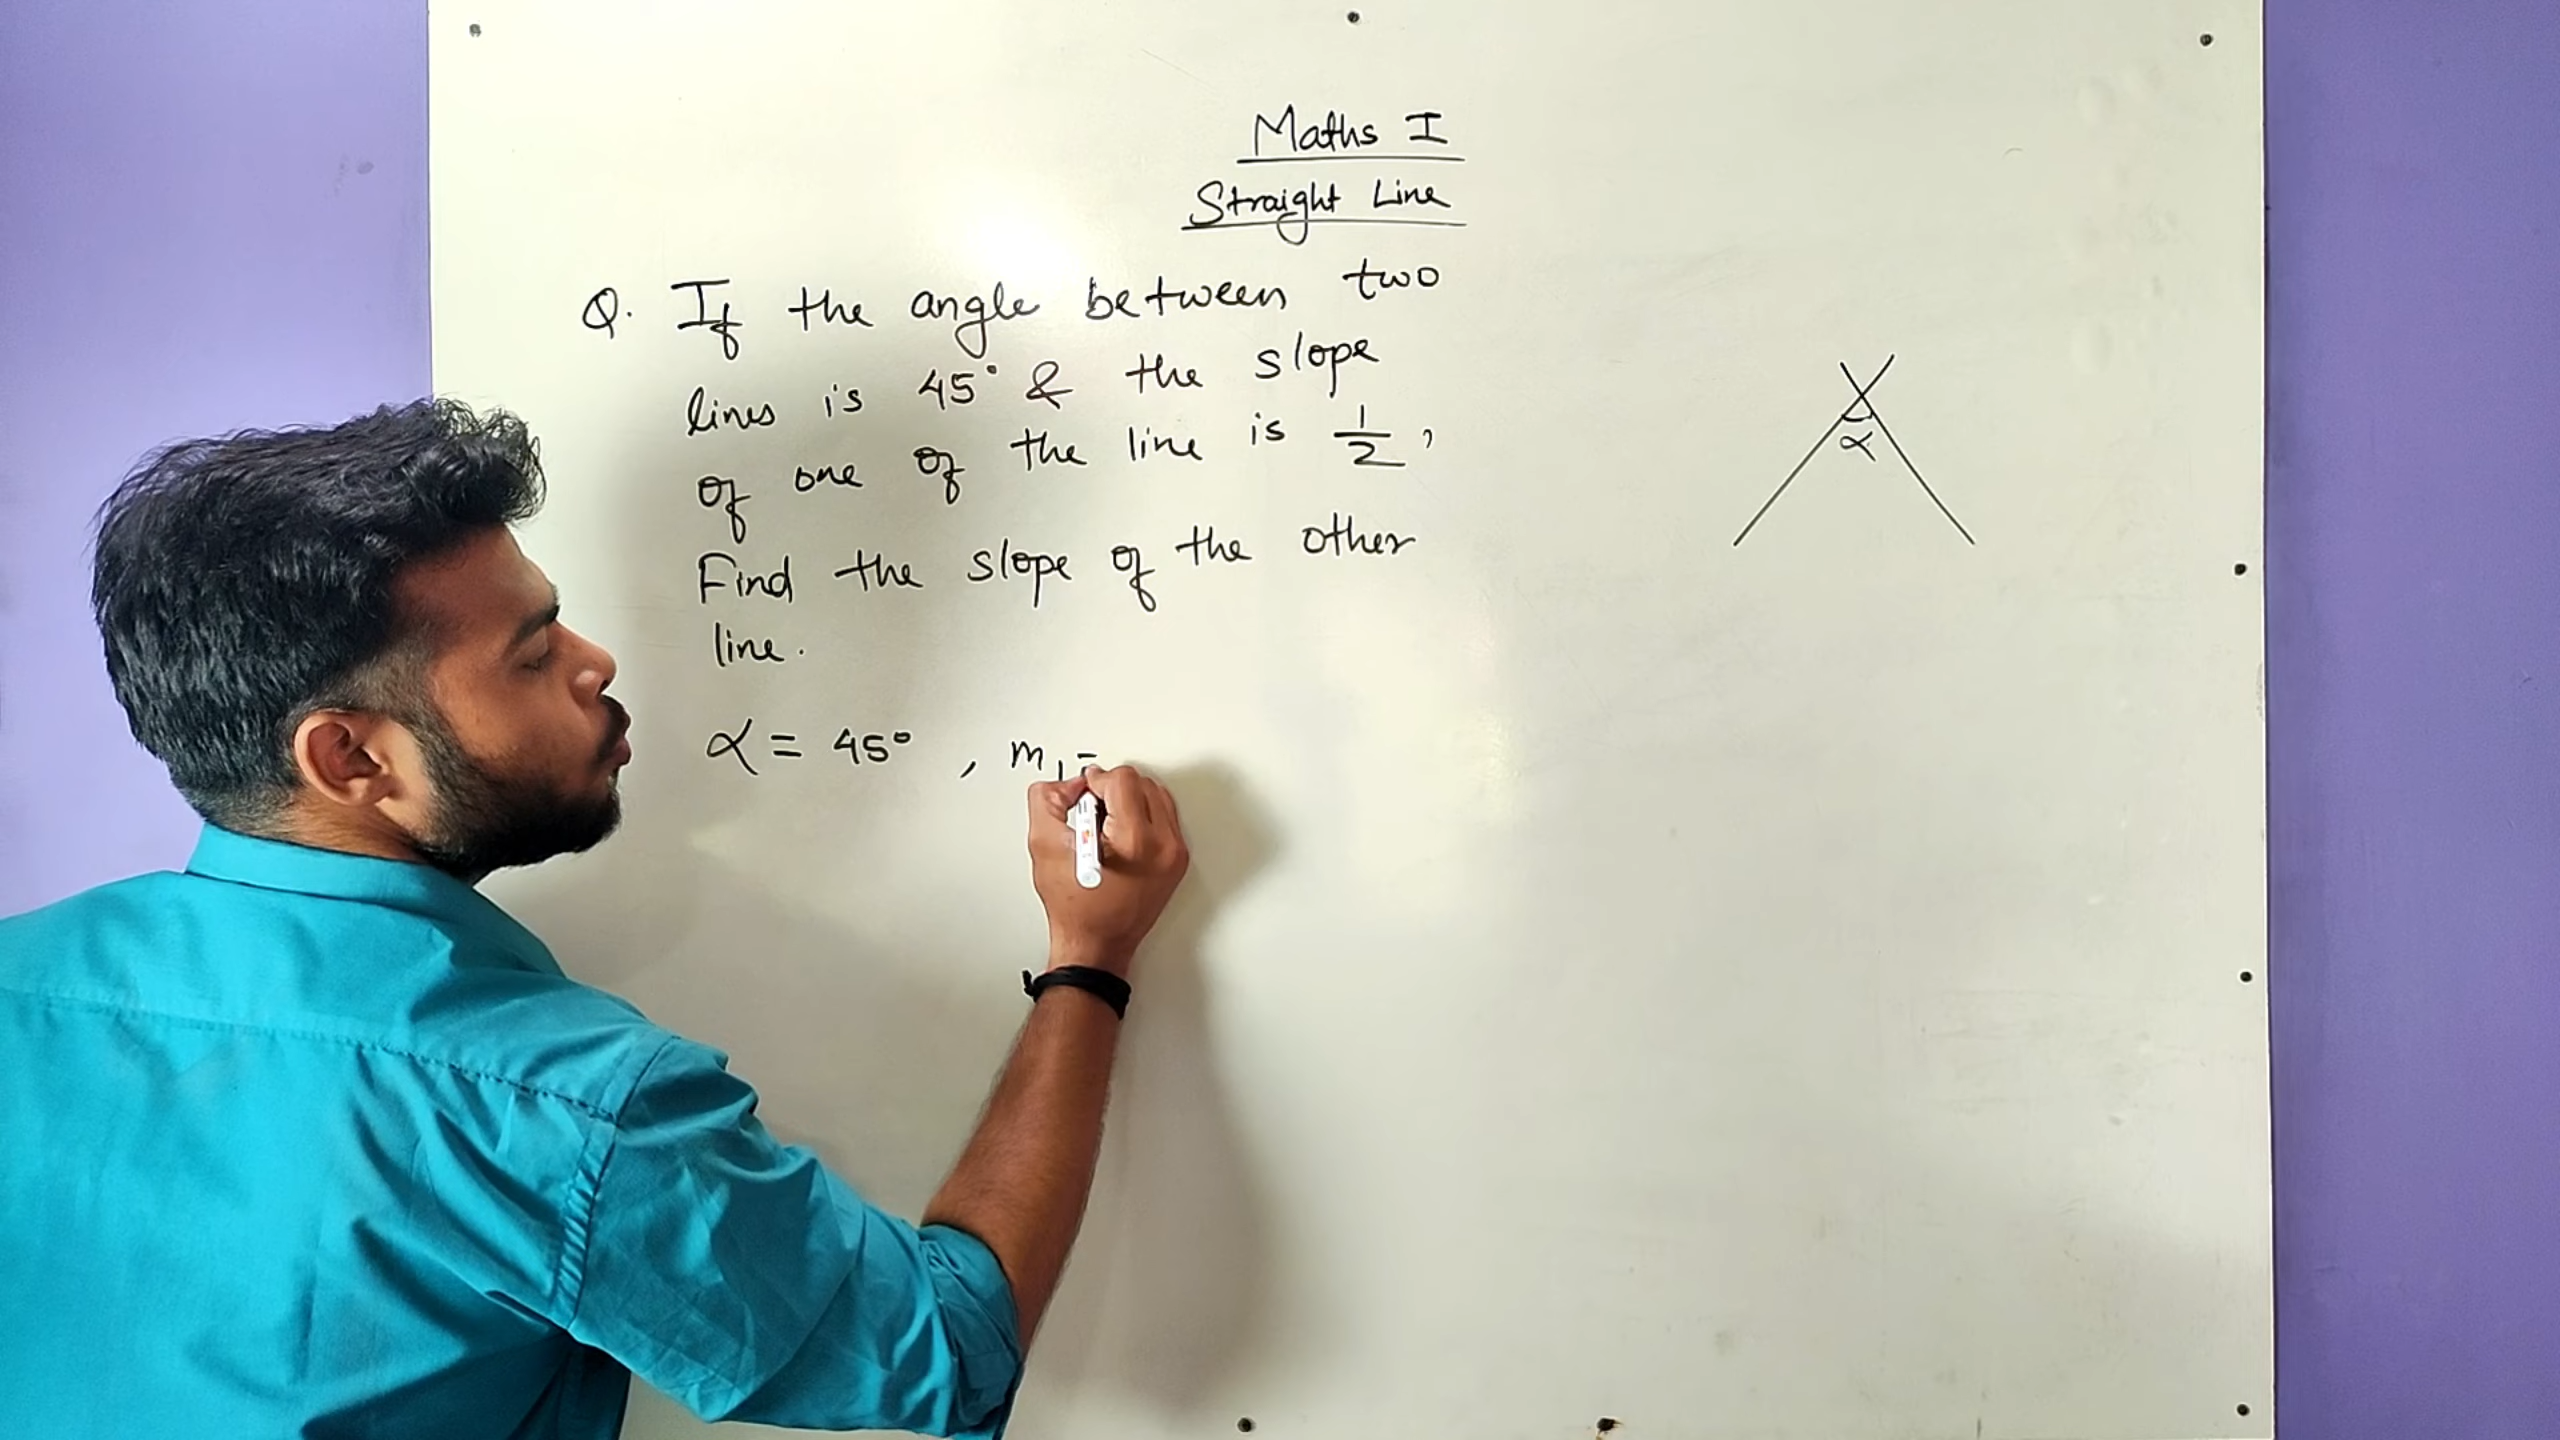 Maths I
Straight Line
Q. If the angle between two
lines is 45° & the slope
of one of the line is 1/2,
Find the slope of the other
line.
α = 45° , m₁ =
α